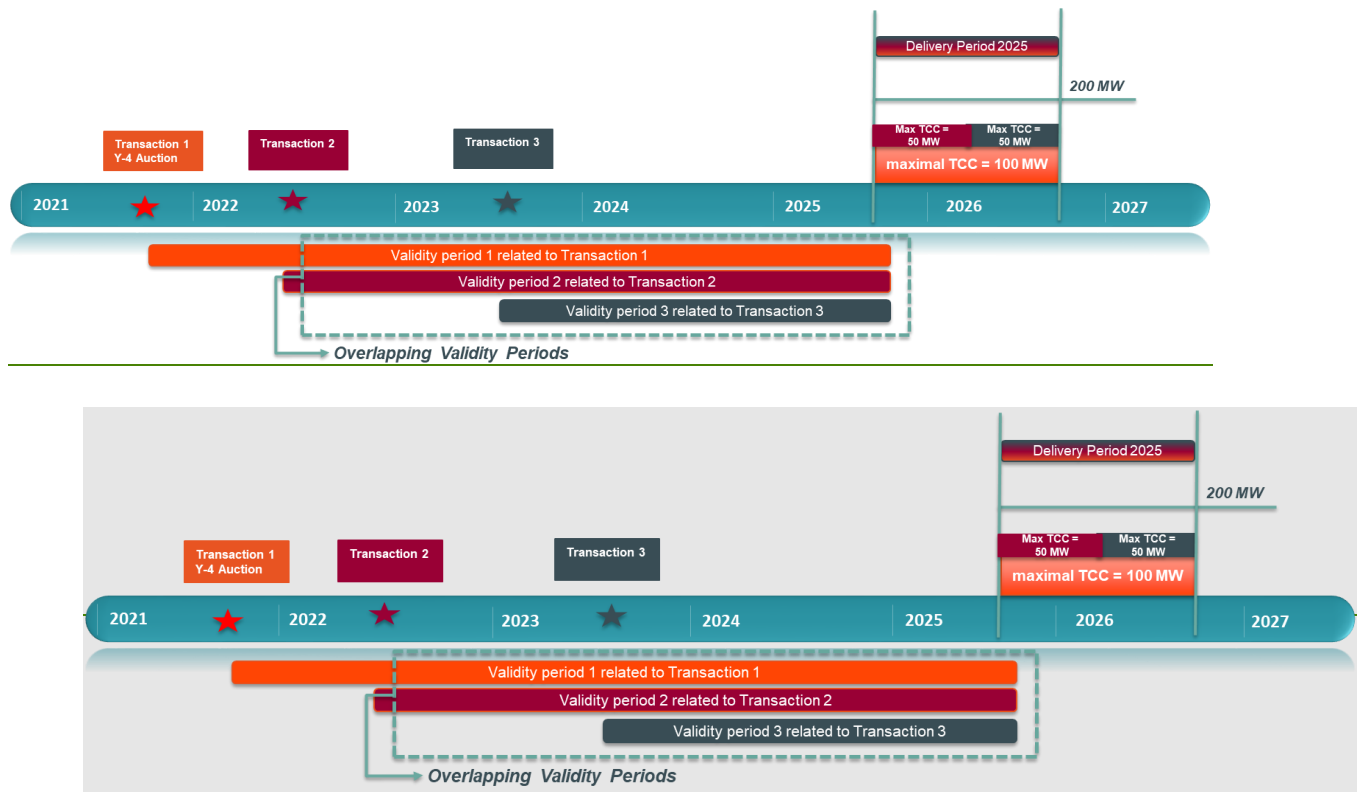 Delivery Period 2025
200 MW
Transaction 1
Y-4 Auction
Transaction 2
Transaction 3
Max TCC =
50 MW
Max TCC =
50 MW
maximal TCC = 100 MW
2021
2022
2023
2024
2025
2026
2027
Validity period 1 related to Transaction 1
Validity period 2 related to Transaction 2
Validity period 3 related to Transaction 3
Overlapping Validity Periods
Delivery Period 2025
200 MW
Transaction 1
Y-4 Auction
Transaction 2
Transaction 3
Max TCC =
50 MW
Max TCC =
50 MW
maximal TCC = 100 MW
2021
2022
2023
2024
2025
2026
2027
Validity period 1 related to Transaction 1
Validity period 2 related to Transaction 2
Validity period 3 related to Transaction 3
Overlapping Validity Periods